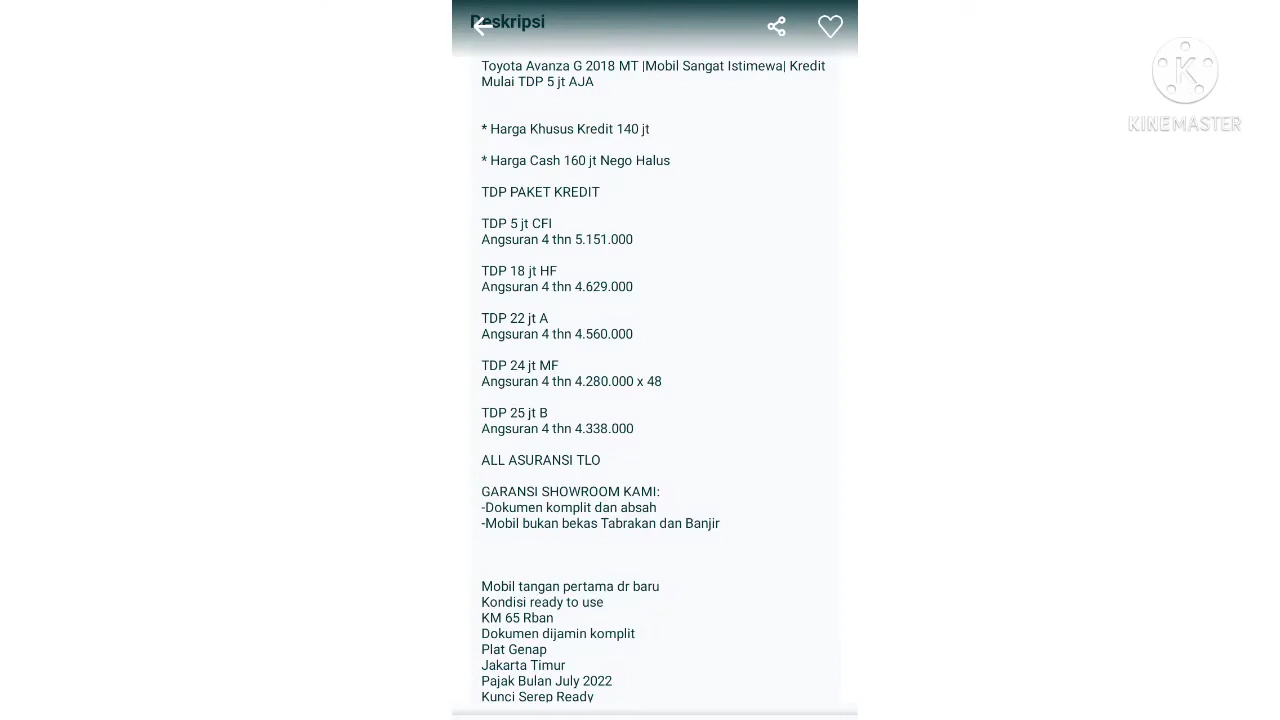 Deskripsi
Toyota Avanza G 2018 MT |Mobil Sangat Istimewa| Kredit
Mulai TDP 5 jt AJA
* Harga Khusus Kredit 140 jt
* Harga Cash 160 jt Nego Halus
TDP PAKET KREDIT
TDP 5 jt CFI
Angsuran 4 thn 5.151.000
TDP 18 jt HF
Angsuran 4 thn 4.629.000
TDP 22 jt A
Angsuran 4 thn 4.560.000
TDP 24 jt MF
Angsuran 4 thn 4.280.000 x 48
TDP 25 jt B
Angsuran 4 thn 4.338.000
ALL ASURANSI TLO
GARANSI SHOWROOM KAMI:
-Dokumen komplit dan absah
-Mobil bukan bekas Tabrakan dan Banjir
Mobil tangan pertama dr baru
Kondisi ready to use
KM 65 Rban
Dokumen dijamin komplit
Plat Genap
Jakarta Timur
Pajak Bulan July 2022
Kunci Serep Ready
K
KINEMASTER